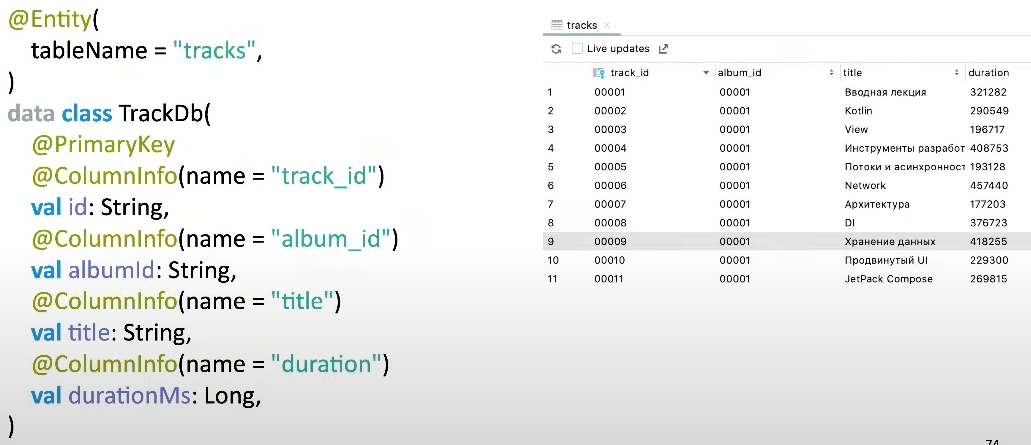 @Entity(
tableName = "tracks",
)
data class TrackDb(
@PrimaryKey
@ColumnInfo(name = "track_id")
val id: String,
@ColumnInfo(name = "album_id")
val albumId: String,
@ColumnInfo(name = "title")
val title: String,
@ColumnInfo(name = "duration")
val durationMs: Long,
)
tracks
Live updates
track_id album_id title duration
1 00001 00001 Вводная лекция 321282
2 00002 00001 Kotlin 290549
3 00003 00001 View 196717
4 00004 00001 Инструменты разработ 408753
5 00005 00001 Потоки и асинхронност 193128
6 00006 00001 Network 457440
7 00007 00001 Архитектура 177203
8 00008 00001 DI 376723
9 00009 00001 Хранение данных 418255
10 00010 00001 Продвинутый UI 229300
11 00011 00001 JetPack Compose 269815
74